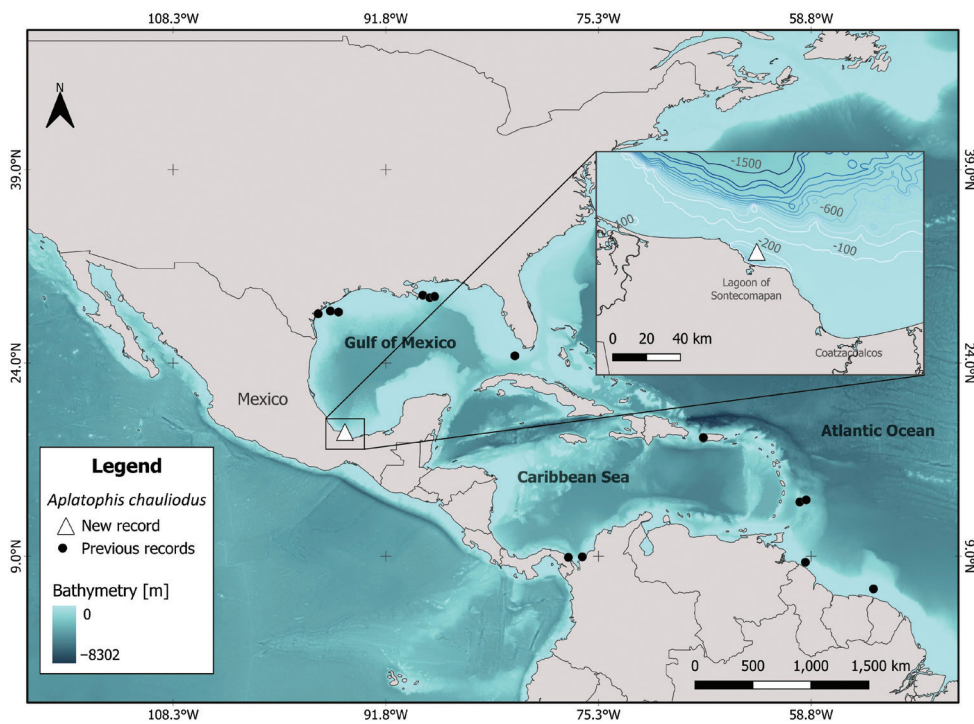 108.3°W 91.8°W 75.3°W 58.8°W
N
39.0°N
39.0°N
-1500
-600
-100
-100
-200
Lagoon of
Sontecomapan
0 20 40 km
Coatzacoalcos
Gulf of Mexico
24.0°N
24.0°N
Mexico
Atlantic Ocean
Caribbean Sea
Legend
Aplatophis chauliodus
New record
Previous records
Bathymetry [m]
0
−8302
9.0°N
9.0°N
0 500 1,000 1,500 km
108.3°W 91.8°W 75.3°W 58.8°W